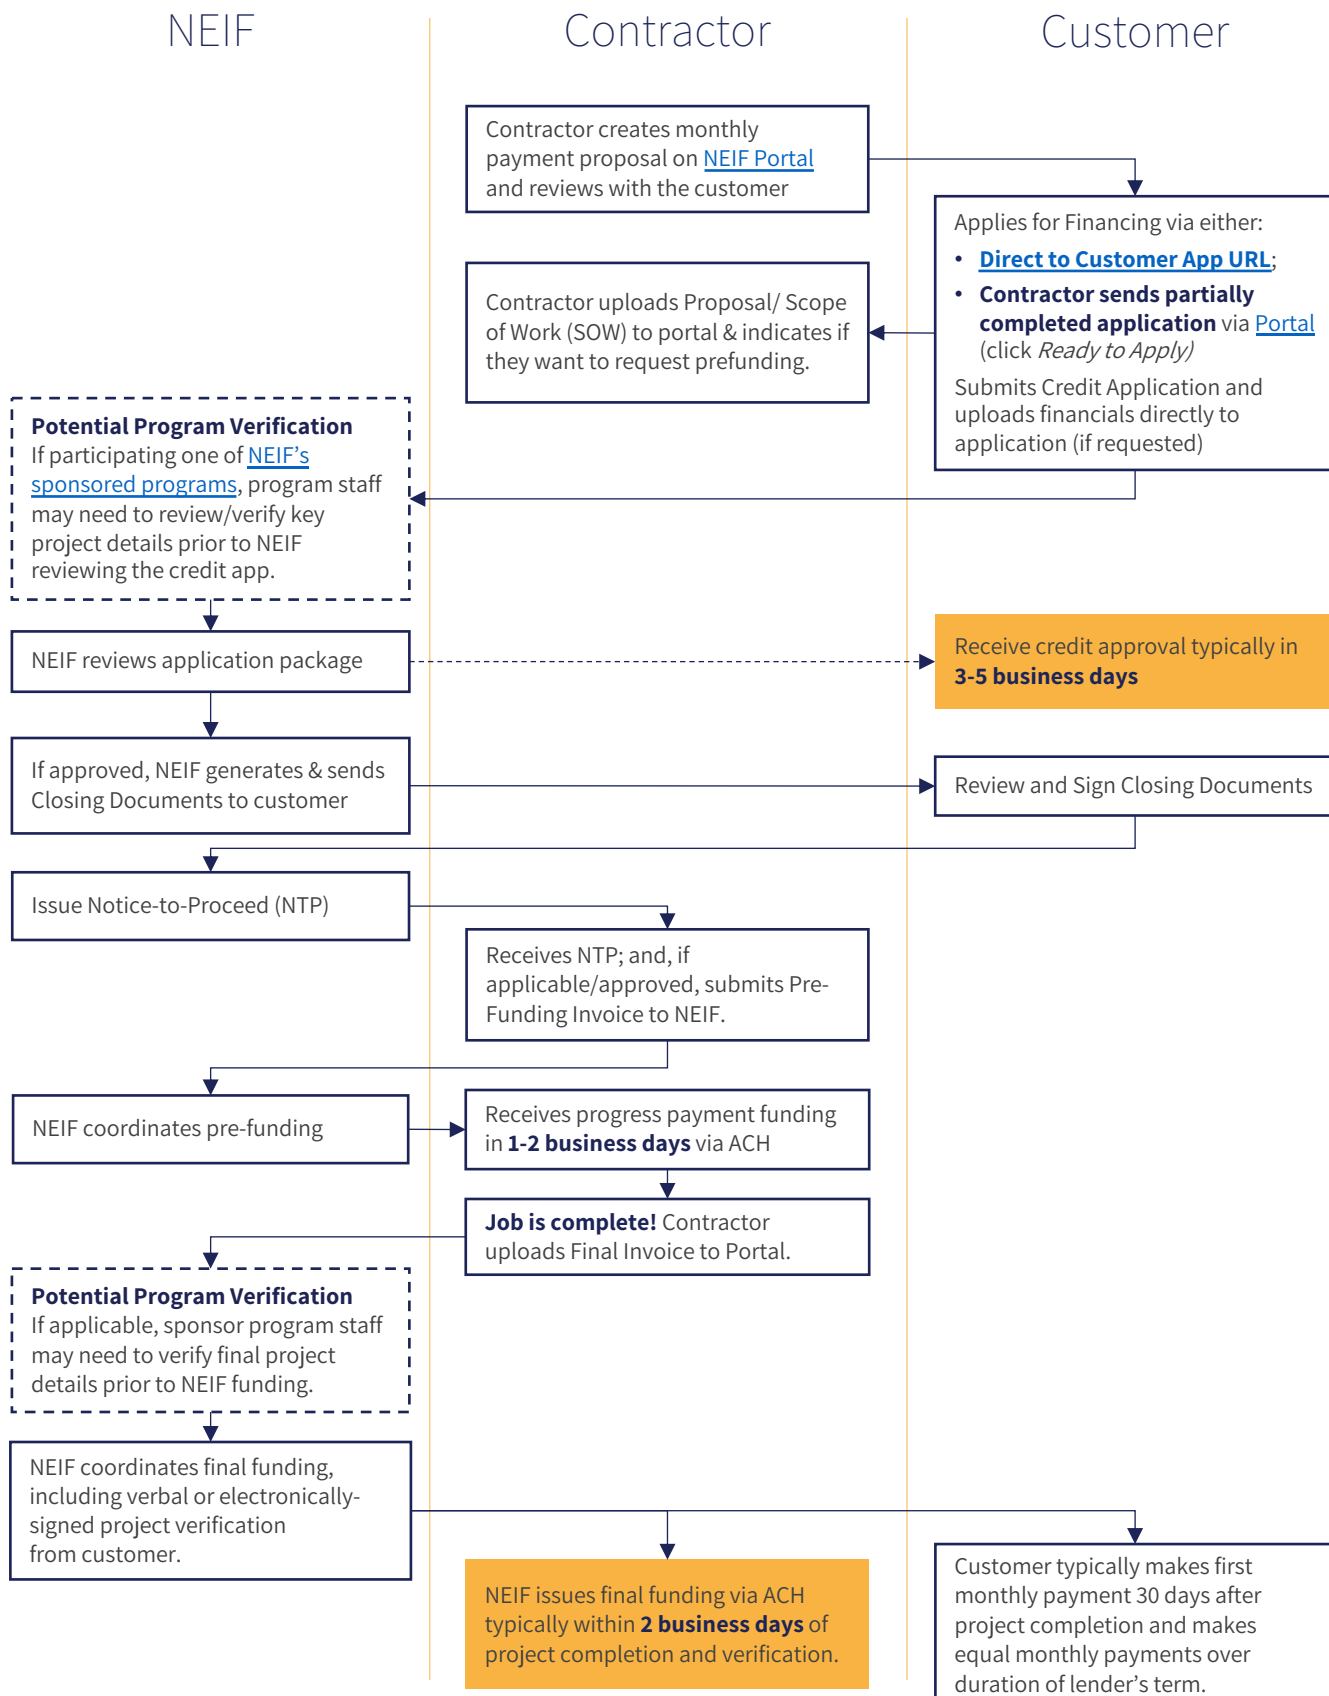 NEIF
Contractor
Customer
Contractor creates monthly
payment proposal on NEIF Portal
and reviews with the customer
Applies for Financing via either:
• Direct to Customer App URL;
• Contractor sends partially
completed application via Portal
(click Ready to Apply)
Submits Credit Application and
uploads financials directly to
application (if requested)
Contractor uploads Proposal/ Scope
of Work (SOW) to portal & indicates if
they want to request prefunding.
Potential Program Verification
If participating one of NEIF's
sponsored programs, program staff
may need to review/verify key
project details prior to NEIF
reviewing the credit app.
NEIF reviews application package
Receive credit approval typically in
3-5 business days
If approved, NEIF generates & sends
Closing Documents to customer
Review and Sign Closing Documents
Issue Notice-to-Proceed (NTP)
Receives NTP; and, if
applicable/approved, submits Pre-
Funding Invoice to NEIF.
NEIF coordinates pre-funding
Receives progress payment funding
in 1-2 business days via ACH
Job is complete! Contractor
uploads Final Invoice to Portal.
Potential Program Verification
If applicable, sponsor program staff
may need to verify final project
details prior to NEIF funding.
NEIF coordinates final funding,
including verbal or electronically-
signed project verification
from customer.
NEIF issues final funding via ACH
typically within 2 business days of
project completion and verification.
Customer typically makes first
monthly payment 30 days after
project completion and makes
equal monthly payments over
duration of lender's term.